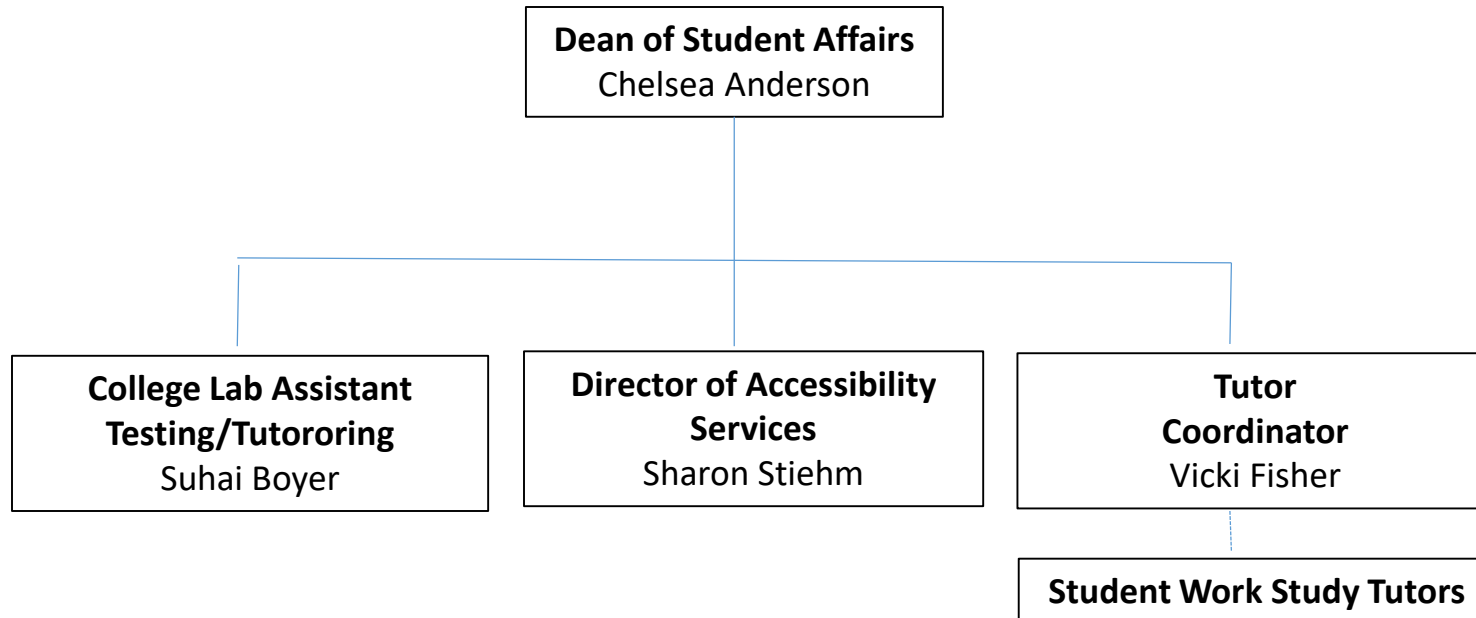 Dean of Student Affairs
Chelsea Anderson
College Lab Assistant
Testing/Tutororing
Suhai Boyer
Director of Accessibility
Services
Sharon Stiehm
Tutor
Coordinator
Vicki Fisher
Student Work Study Tutors